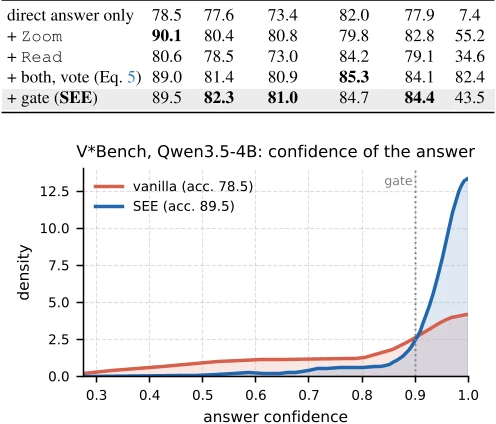 direct answer only 78.5 77.6 73.4 82.0 77.9 7.4
+ Zoom 90.1 80.4 80.8 79.8 82.8 55.2
+ Read 80.6 78.5 73.0 84.2 79.1 34.6
+ both, vote (Eq. 5) 89.0 81.4 80.9 85.3 84.1 82.4
+ gate (SEE) 89.5 82.3 81.0 84.7 84.4 43.5
V*Bench, Qwen3.5-4B: confidence of the answer
vanilla (acc. 78.5)
SEE (acc. 89.5)
gate
12.5
10.0
7.5
5.0
2.5
0.0
density
0.3 0.4 0.5 0.6 0.7 0.8 0.9 1.0
answer confidence